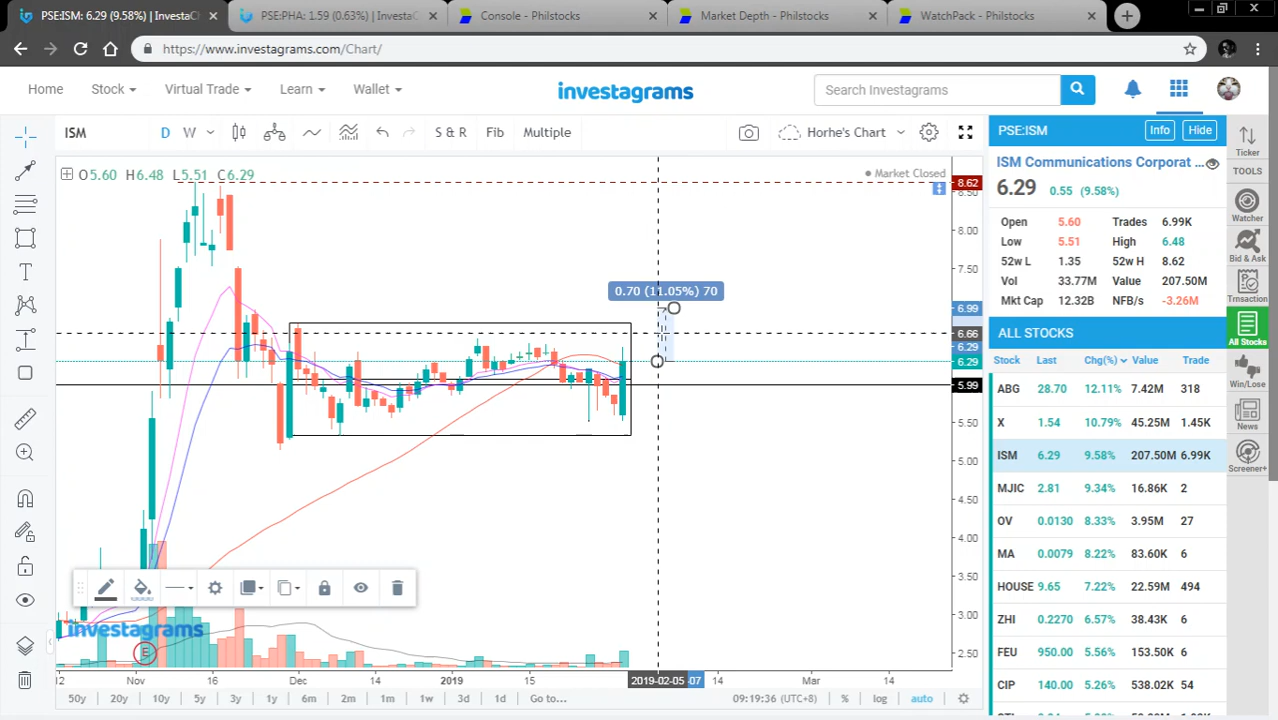 PSE:ISM: 6.29 (9.58%) | InvestaC
PSE:PHA: 1.59 (0.63%) | InvestaC
Console - Philstocks
Market Depth - Philstocks
WatchPack - Philstocks
https://www.investagrams.com/Chart/
Home Stock Virtual Trade Learn Wallet
investagrams
Search Investagrams
ISM D W S & R Fib Multiple Horhe's Chart
O5.60 H6.48 L5.51 C6.29
Market Closed
0.70 (11.05%) 70
8.62
8.00
7.50
6.99
6.66
6.29
6.29
5.99
5.50
5.00
4.50
4.00
3.50
3.00
2.50
investagrams
E
12 Nov 16 Dec 14 2019 15 2019-02-05 -07 14 Mar 14
50y 20y 10y 5y 3y 1y 6m 2m 1m 3d 1d Go to... 09:19:36 (UTC+8) % log auto
PSE:ISM Info Hide
ISM Communications Corporat ...
6.29 0.55 (9.58%)
Open 5.60 Trades 6.99K
Low 5.51 High 6.48
52w L 1.35 52w H 8.62
Vol 33.77M Value 207.50M
Mkt Cap 12.32B NFB/s -3.26M
ALL STOCKS
Stock Last Chg(%) Value Trade
ABG 28.70 12.11% 7.42M 318
X 1.54 10.79% 45.25M 1.45K
ISM 6.29 9.58% 207.50M 6.99K
MJIC 2.81 9.34% 16.86K 2
OV 0.0130 8.33% 3.95M 27
MA 0.0079 8.22% 83.60K 6
HOUSE 9.65 7.22% 22.59M 494
ZHI 0.2270 6.57% 38.43K 6
FEU 950.00 5.56% 153.50K 6
CIP 140.00 5.26% 538.02K 54
Ticker
TOOLS
Watcher
Bid & Ask
Trnsaction
All Stocks
Win/Lose
News
Screener+